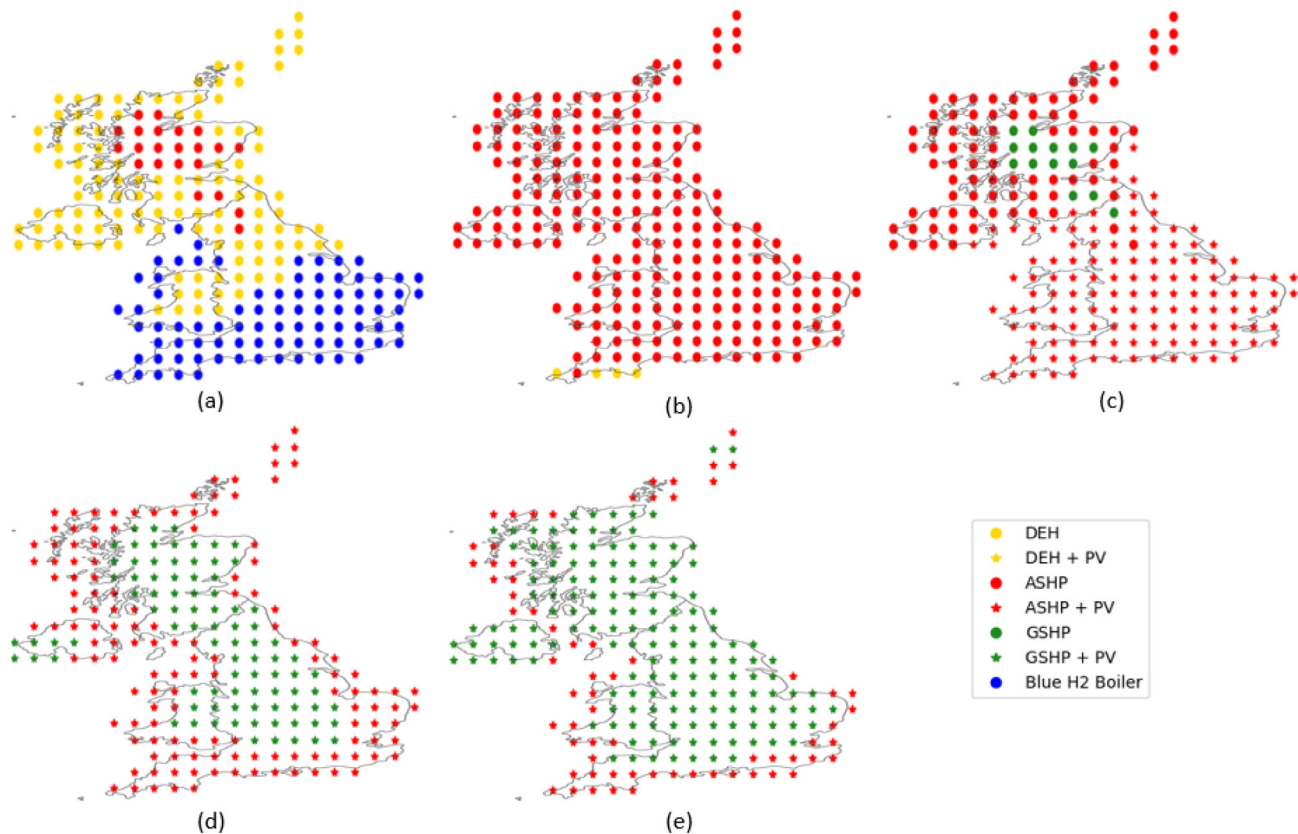 (a)
(b)
(c)
(d)
(e)
DEH
DEH + PV
ASHP
ASHP + PV
GSHP
GSHP + PV
Blue H2 Boiler